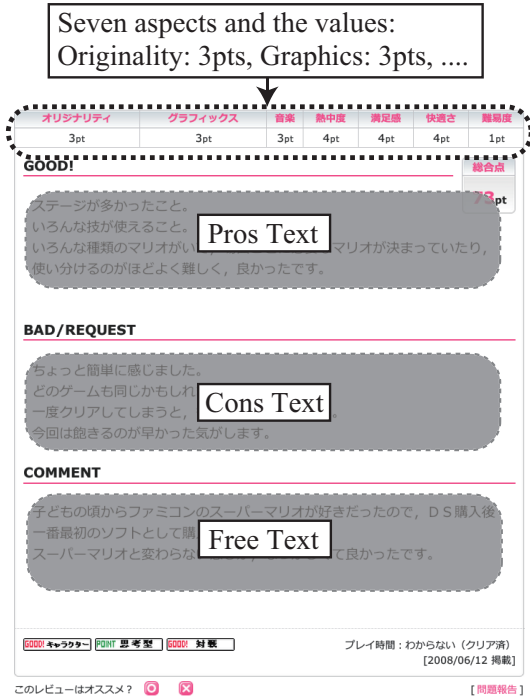 Seven aspects and the values:
Originality: 3pts, Graphics: 3pts, ....
オリジナリティ グラフィックス 音楽 熱中度 満足感 快適さ 難易度
3pt 3pt 3pt 4pt 4pt 4pt 1pt
GOOD!
総合点
73pt
ステージが多かったこと。
いろんな技が使えること。
Pros Text
いろんな種類のマリオがい マリオが決まっていたり,
使い分けるのがほどよく難しく,良かったです。
BAD/REQUEST
ちょっと簡単に感じました。
どのゲームも同じかもしれ
Cons Text
一度クリアしてしまうと, 。
今回は飽きるのが早かった気がします。
COMMENT
子どもの頃からファミコンのスーパーマリオが好きだったので,DS購入後
一番最初のソフトとして購
Free Text
スーパーマリオと変わらな て良かったです。
GOOD! キャラクター POINT 思考型 GOOD! 対戦
プレイ時間:わからない(クリア済)
[2008/06/12 掲載]
このレビューはオススメ?
[問題報告]